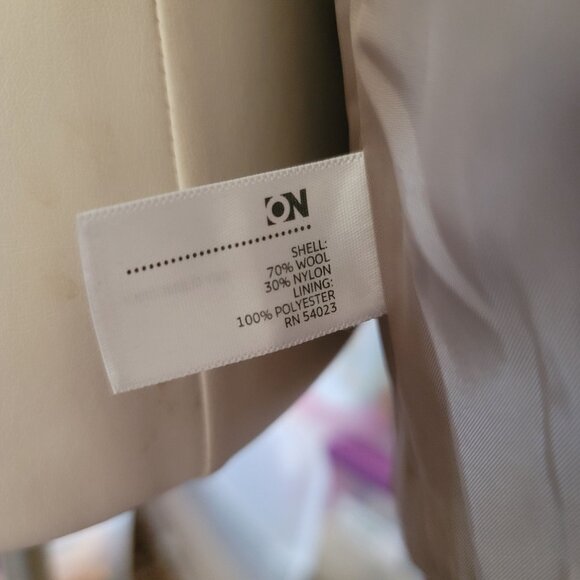 ON
SHELL:
70% WOOL
30% NYLON
LINING:
100% POLYESTER
RN 54023